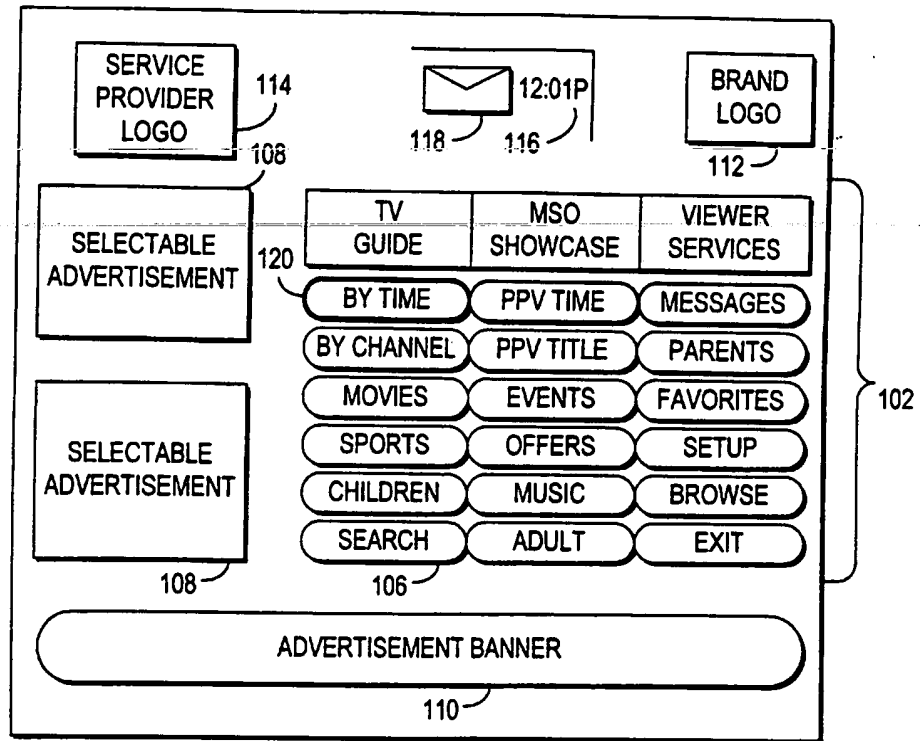 SERVICE
PROVIDER
LOGO
114
12:01P
118
116
BRAND
LOGO
112
108
SELECTABLE
ADVERTISEMENT
TV
GUIDE
MSO
SHOWCASE
VIEWER
SERVICES
120
BY TIME
PPV TIME
MESSAGES
BY CHANNEL
PPV TITLE
PARENTS
MOVIES
EVENTS
FAVORITES
102
SELECTABLE
ADVERTISEMENT
SPORTS
OFFERS
SETUP
CHILDREN
MUSIC
BROWSE
SEARCH
ADULT
EXIT
108
106
ADVERTISEMENT BANNER
110